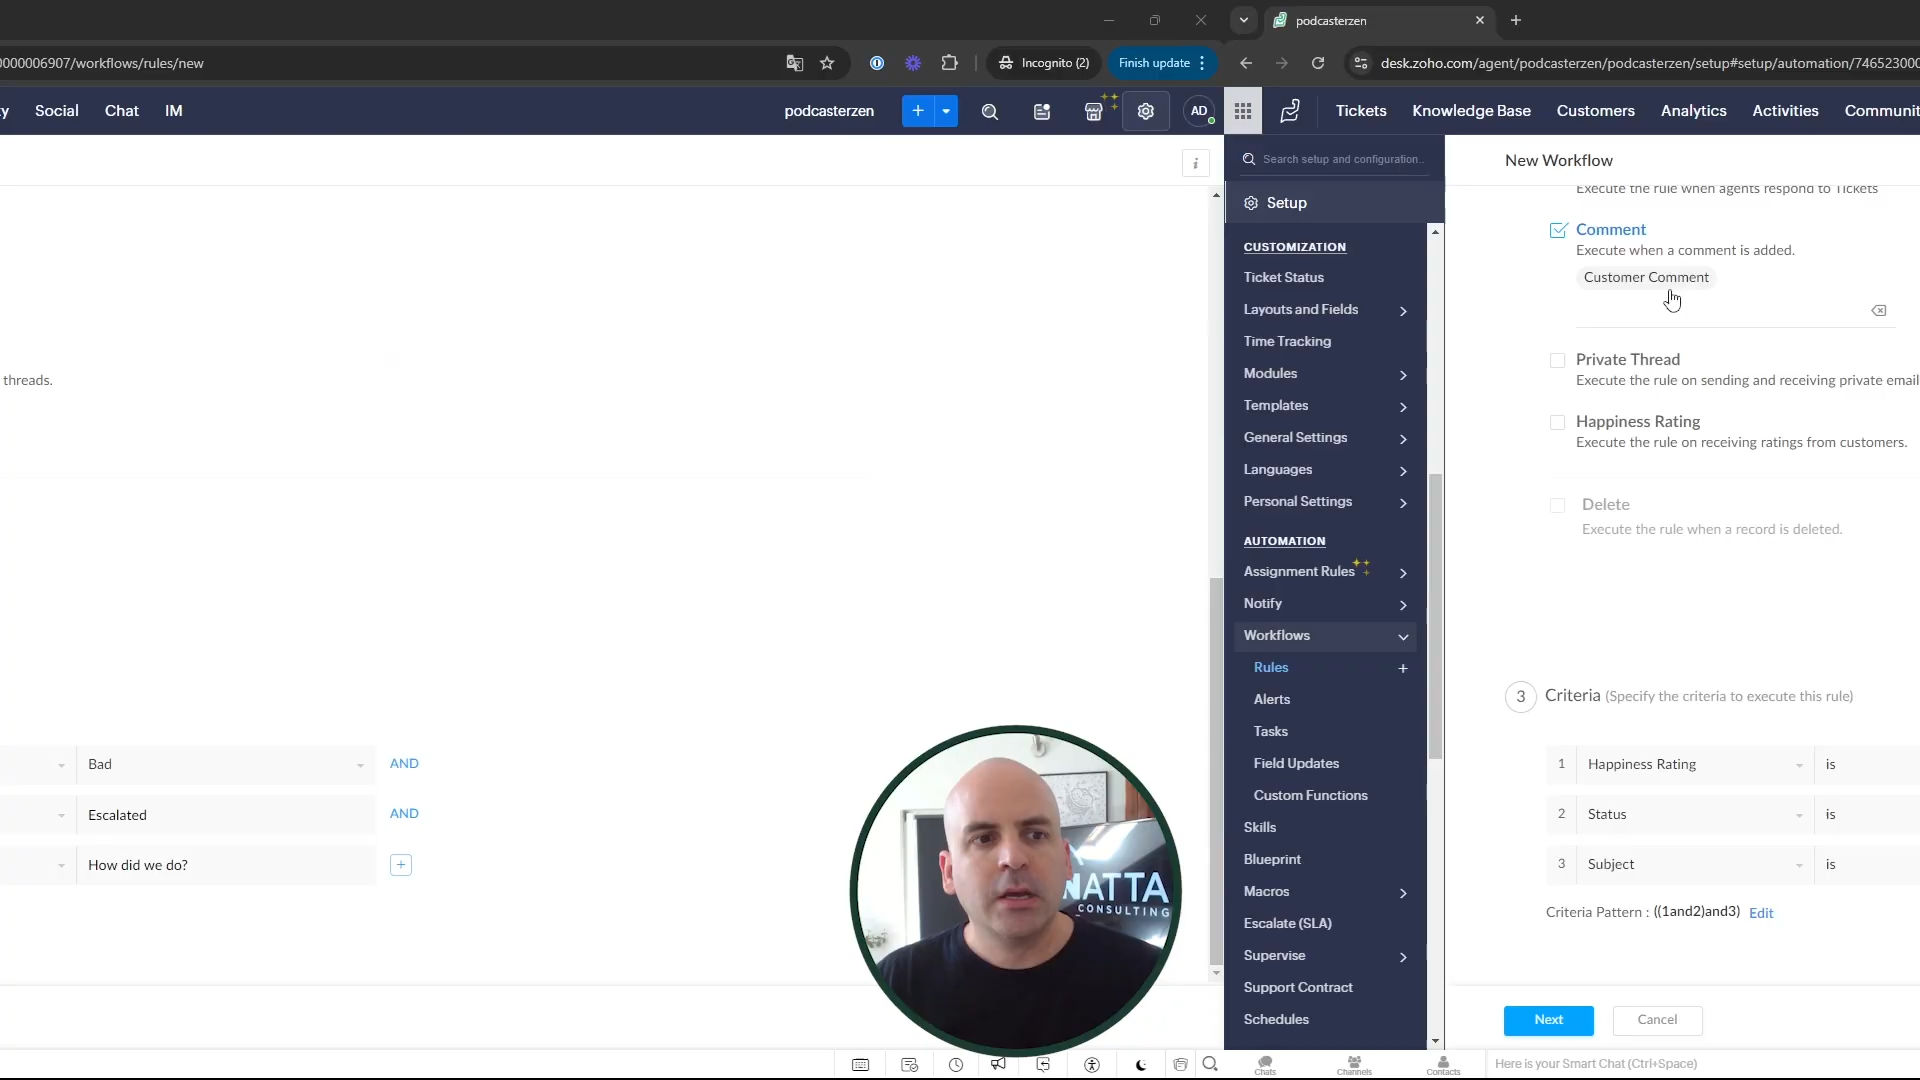 podcasterzen
0000006907/workflows/rules/new
Incognito (2)
Finish update
desk.zoho.com/agent/podcasterzen/podcasterzen/setup#setup/automation/746523000
y
Social
Chat
IM
podcasterzen
AD
Tickets
Knowledge Base
Customers
Analytics
Activities
Communit
Search setup and configuration..
New Workflow
Setup
Execute the rule when agents respond to Tickets
CUSTOMIZATION
Ticket Status
Layouts and Fields
Time Tracking
Modules
Templates
General Settings
Languages
Personal Settings
AUTOMATION
Assignment Rules
Notify
Workflows
Rules
Alerts
Tasks
Field Updates
Custom Functions
Skills
Blueprint
Macros
Escalate (SLA)
Supervise
Support Contract
Schedules
Comment
Execute when a comment is added.
Customer Comment
Private Thread
Execute the rule on sending and receiving private email
threads.
Happiness Rating
Execute the rule on receiving ratings from customers.
Delete
Execute the rule when a record is deleted.
3 Criteria (Specify the criteria to execute this rule)
1 Happiness Rating is
2 Status is
3 Subject is
Criteria Pattern : ((1and2)and3) Edit
Bad AND
Escalated AND
How did we do?
NATTA
CONSULTING
Next
Cancel
Chats
Channels
Contacts
Here is your Smart Chat (Ctrl+Space)